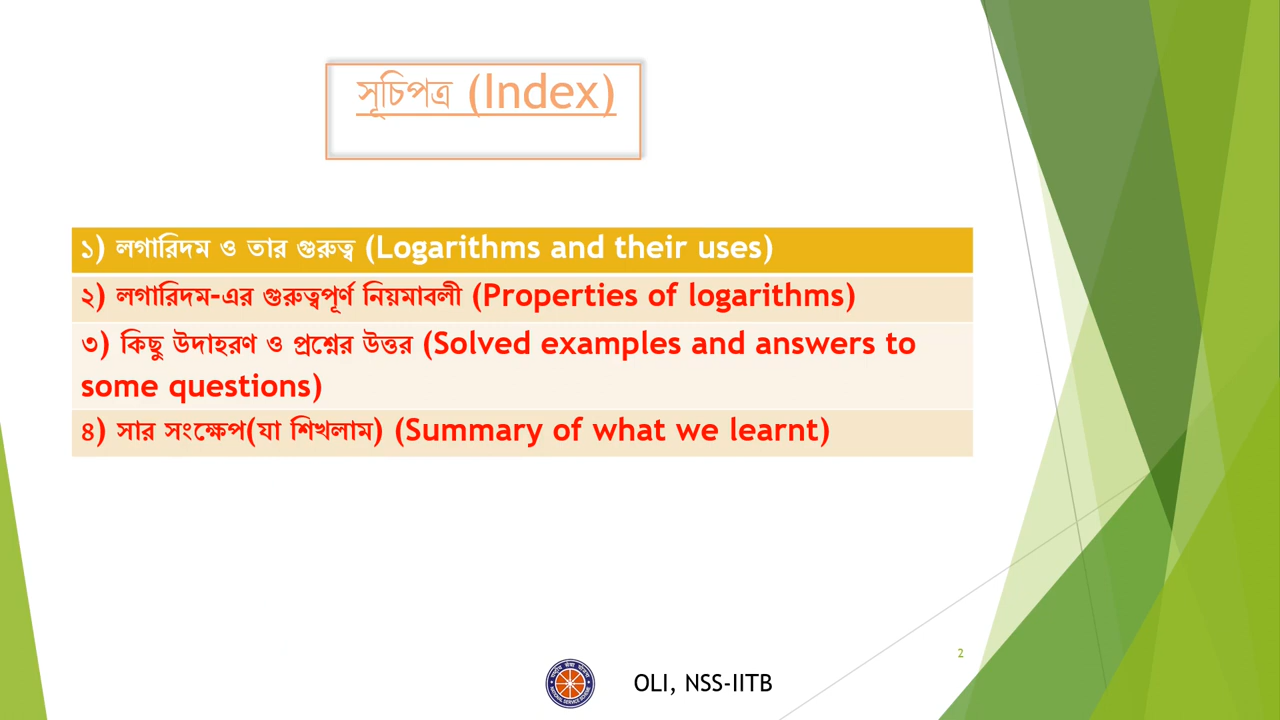 সূচিপত্র (Index)
১) লগারিদম ও তার গুরুত্ব (Logarithms and their uses)
২) লগারিদম-এর গুরুত্বপূর্ণ নিয়মাবলী (Properties of logarithms)
৩) কিছু উদাহরণ ও প্রশ্নের উত্তর (Solved examples and answers to
some questions)
৪) সার সংক্ষেপ(যা শিখলাম) (Summary of what we learnt)
2
OLI, NSS-IITB